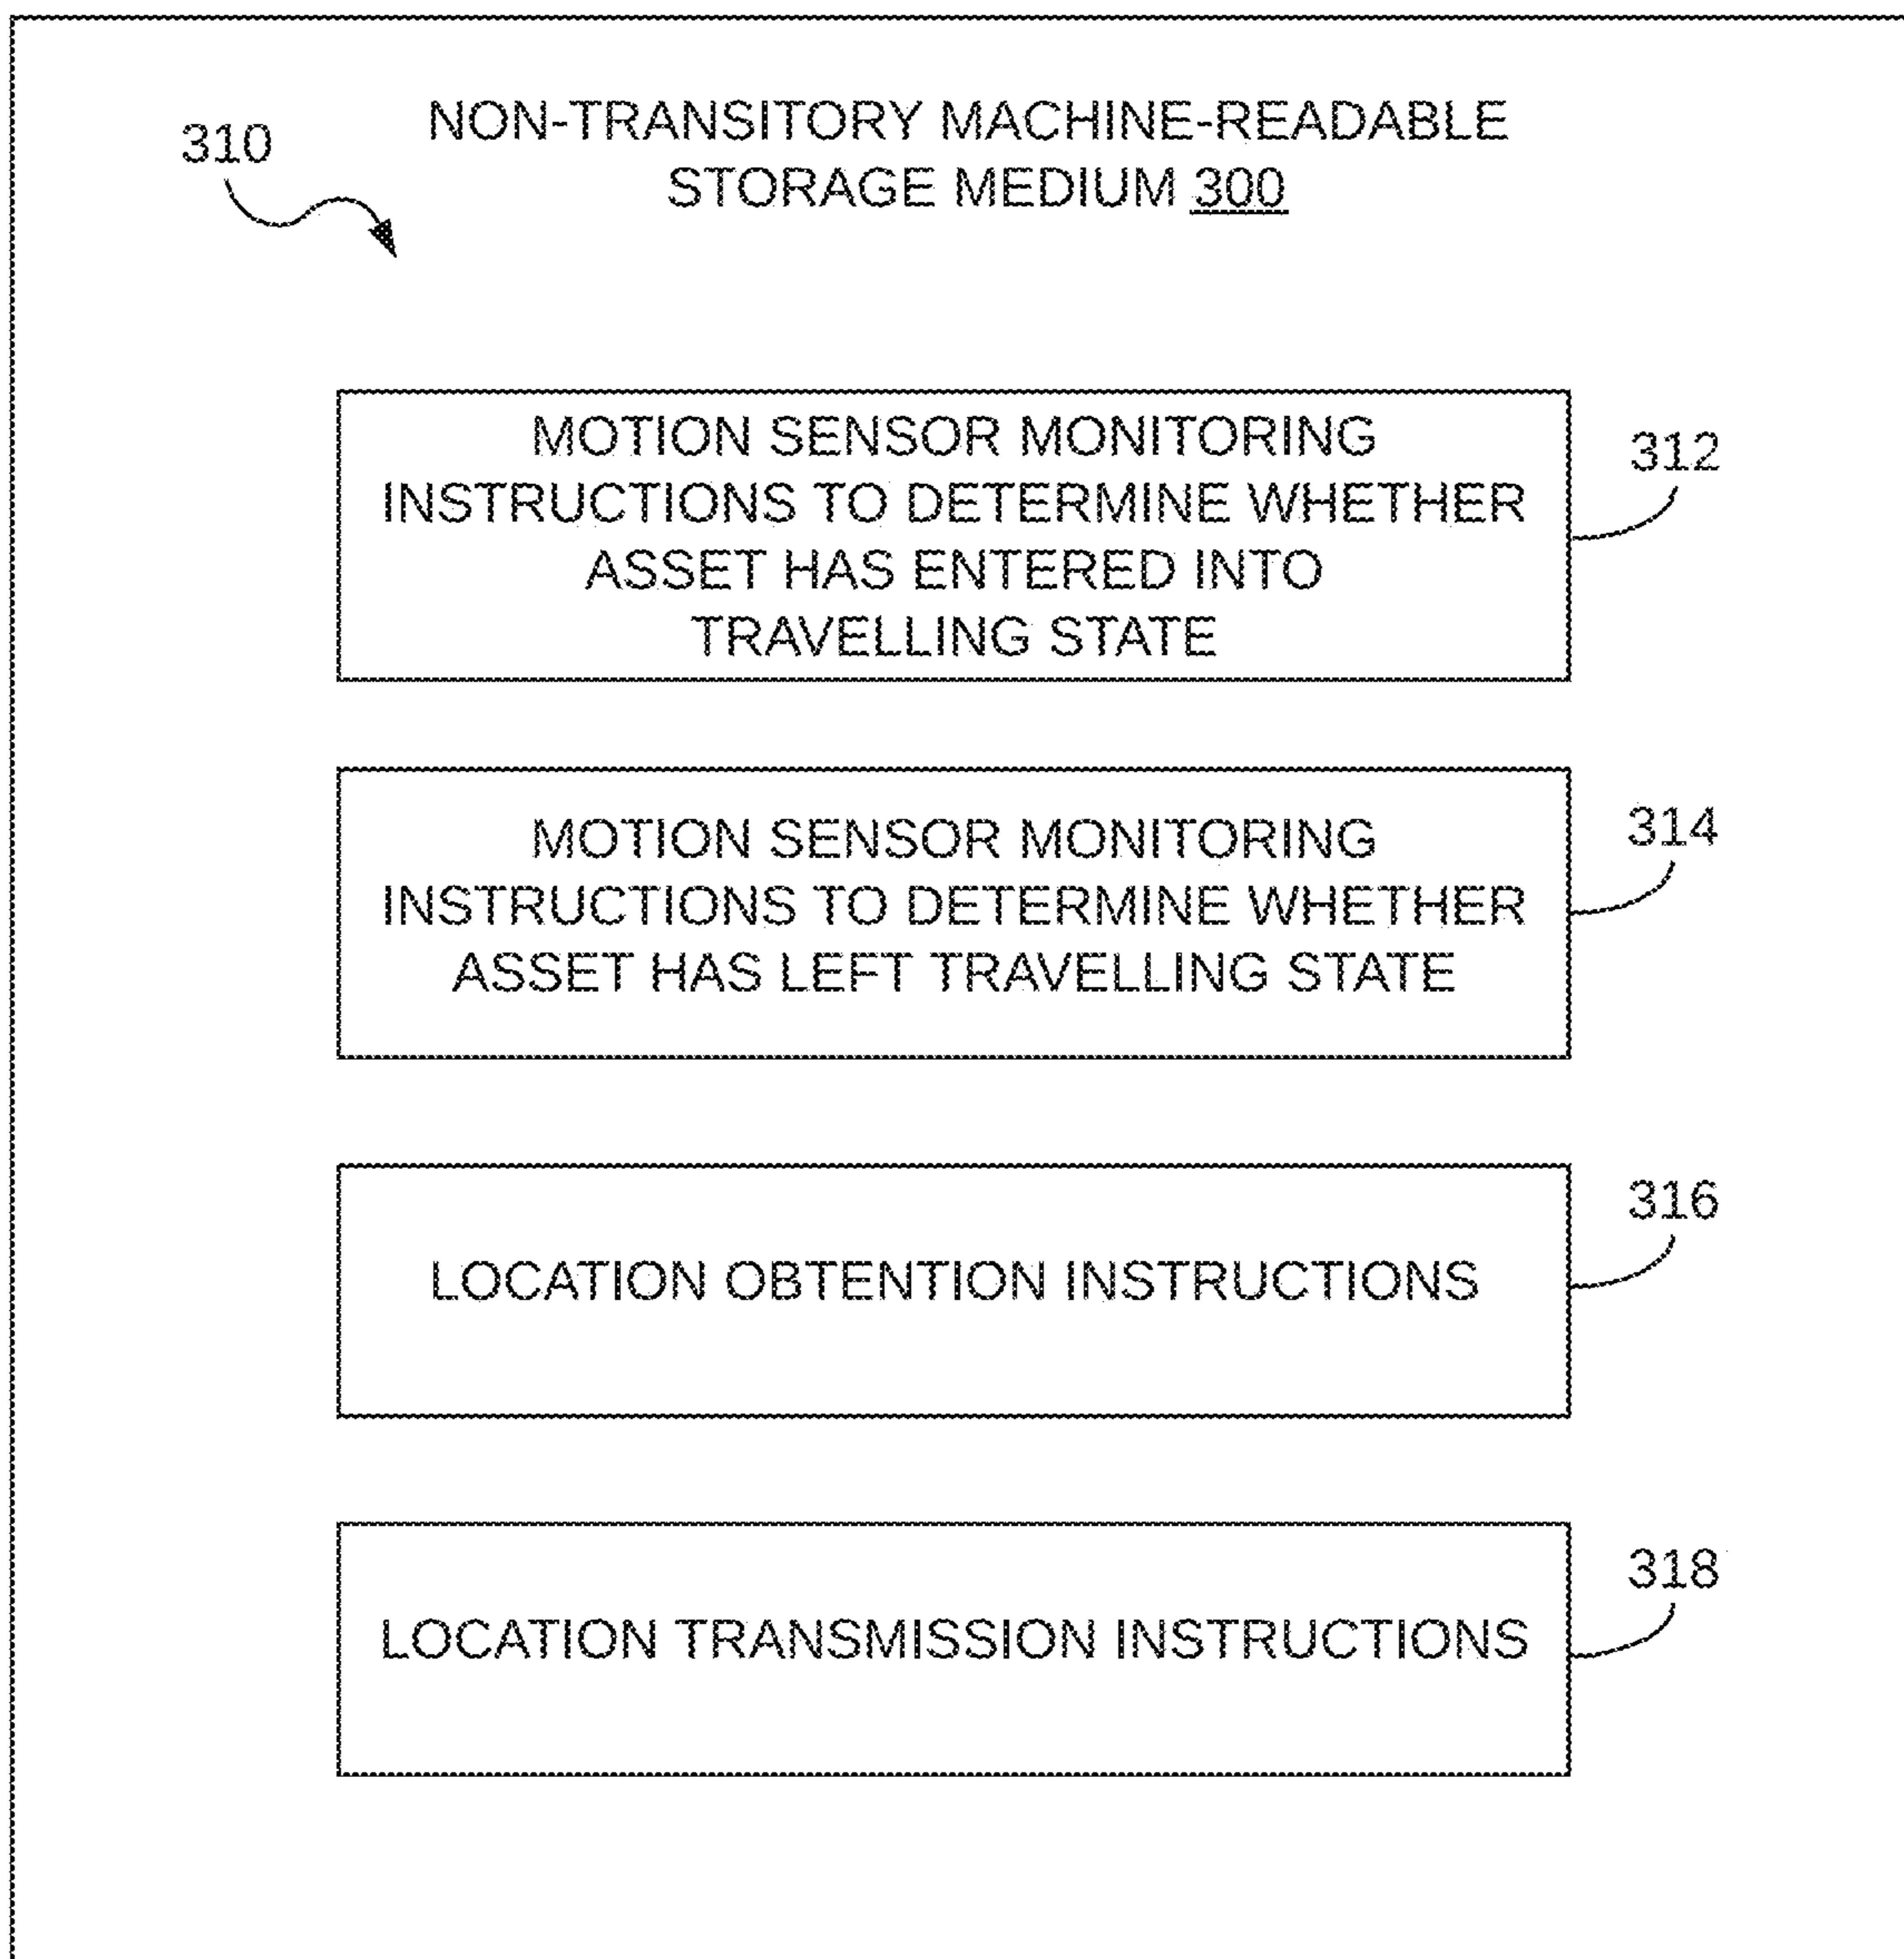 310
NON-TRANSITORY MACHINE-READABLE
STORAGE MEDIUM 300
MOTION SENSOR MONITORING
INSTRUCTIONS TO DETERMINE WHETHER
ASSET HAS ENTERED INTO
TRAVELLING STATE
312
MOTION SENSOR MONITORING
INSTRUCTIONS TO DETERMINE WHETHER
ASSET HAS LEFT TRAVELLING STATE
314
LOCATION OBTENTION INSTRUCTIONS
316
LOCATION TRANSMISSION INSTRUCTIONS
318